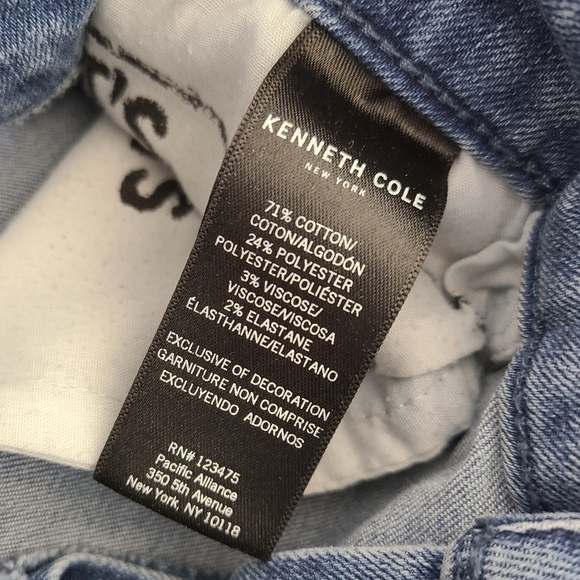 KENNETH COLE
NEW YORK
71% COTTON/
COTON/ALGODÓN
24% POLYESTER
POLYESTER/POLIÉSTER
3% VISCOSE/
VISCOSE/VISCOSA
2% ELASTANE
ÉLASTHANNE/ELASTANO
EXCLUSIVE OF DECORATION
GARNITURE NON COMPRISE
EXCLUYENDO ADORNOS
RN# 123475
Pacific Alliance
350 5th Avenue
New York, NY 10118